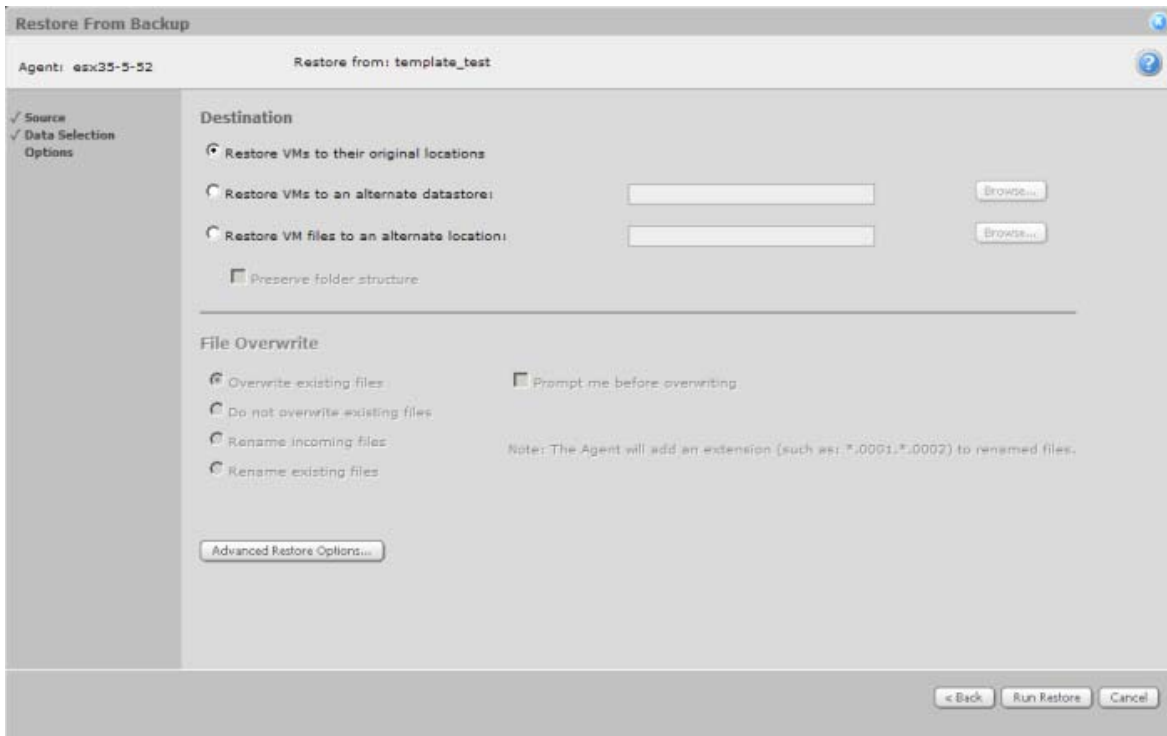 Restore From Backup
Agent: esx35-5-52
Restore from: template_test
Source
Data Selection
Options
Destination
Restore VMs to their original locations
Restore VMs to an alternate datastore:
Browse...
Restore VM files to an alternate location:
Browse...
Preserve folder structure
File Overwrite
Overwrite existing files
Prompt me before overwriting
Do not overwrite existing files
Rename incoming files
Note: The Agent will add an extension (such as: *.0001.*.0002) to renamed files.
Rename existing files
Advanced Restore Options...
< Back
Run Restore
Cancel